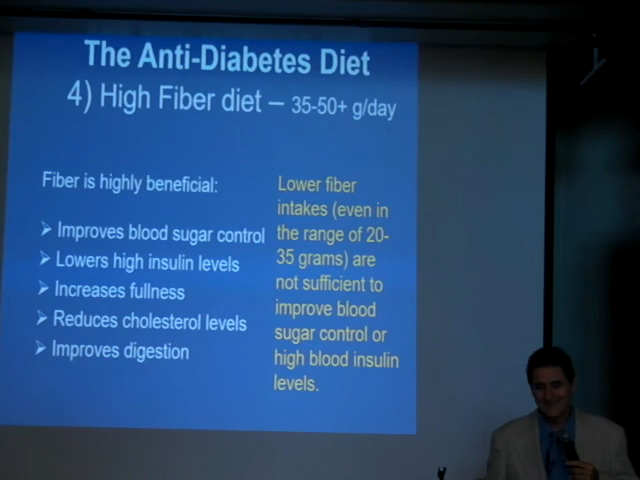 The Anti-Diabetes Diet
4) High Fiber diet – 35-50+ g/day
Fiber is highly beneficial:
➢ Improves blood sugar control
➢ Lowers high insulin levels
➢ Increases fullness
➢ Reduces cholesterol levels
➢ Improves digestion
Lower fiber
intakes (even in
the range of 20-
35 grams) are
not sufficient to
improve blood
sugar control or
high blood insulin
levels.